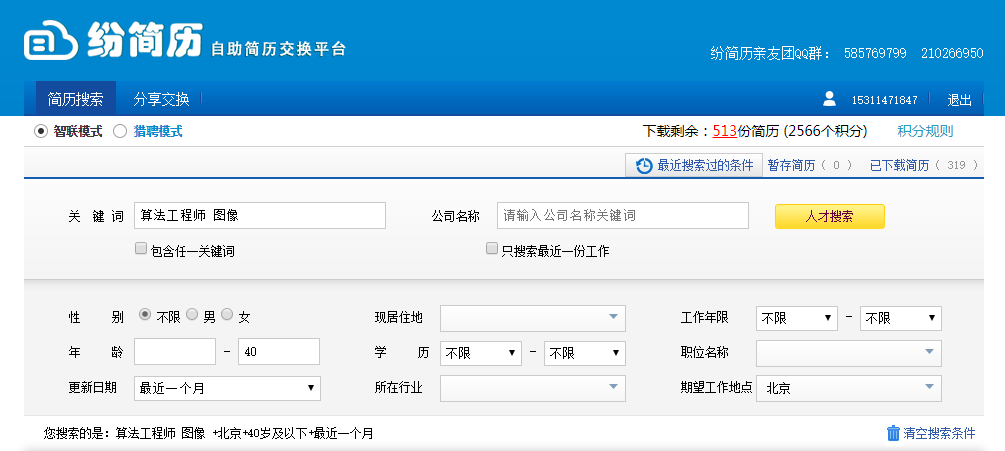 纷简历 自助简历交换平台
纷简历亲友团QQ群： 585769799 210266950
简历搜索 分享交换 15311471847 退出
智联模式 猎聘模式 下载剩余：513份简历 (2566个积分) 积分规则
最近搜索过的条件 暂存简历（ 0 ） 已下载简历（ 319 ）
关 键 词 算法工程师 图像 公司名称 请输入公司名称关键词 人才搜索
包含任一关键词 只搜索最近一份工作
性 别 不限 男 女 现居住地 工作年限 不限 - 不限
年 龄 - 40 学 历 不限 - 不限 职位名称
更新日期 最近一个月 所在行业 期望工作地点 北京
您搜索的是：算法工程师 图像 +北京+40岁及以下+最近一个月 清空搜索条件